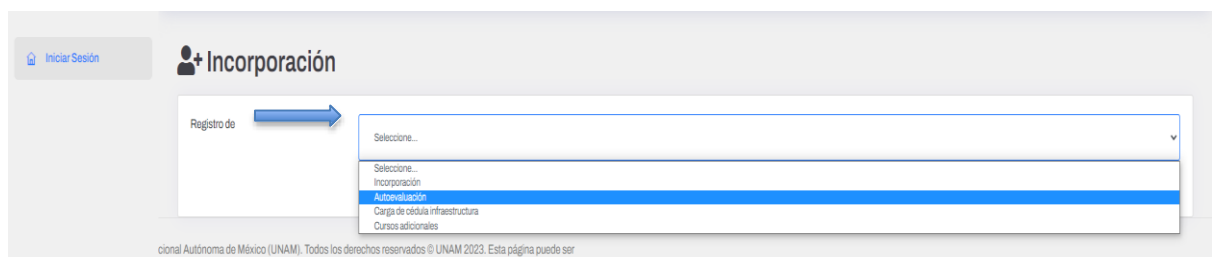 Iniciar Sesión
Incorporación
Registro de
Seleccione...
Seleccione...
Incorporación
Autoevaluación
Carga de cédula infraestructura
Cursos adicionales
cional Autónoma de México (UNAM). Todos los derechos reservados © UNAM 2023. Esta página puede ser